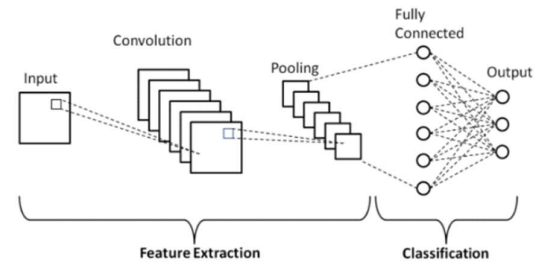 Fully
Connected
Convolution
Pooling
Output
Input
Feature Extraction
Classification